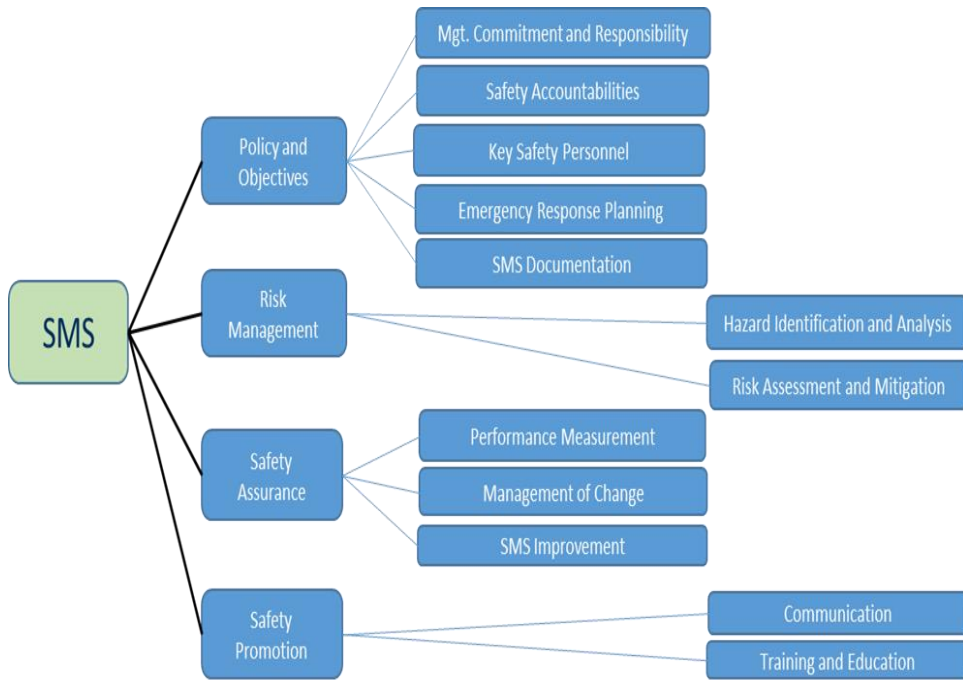 SMS
Policy and
Objectives
Mgt. Commitment and Responsibility
Safety Accountabilities
Key Safety Personnel
Emergency Response Planning
SMS Documentation
Risk
Management
Hazard Identification and Analysis
Risk Assessment and Mitigation
Safety
Assurance
Performance Measurement
Management of Change
SMS Improvement
Safety
Promotion
Communication
Training and Education